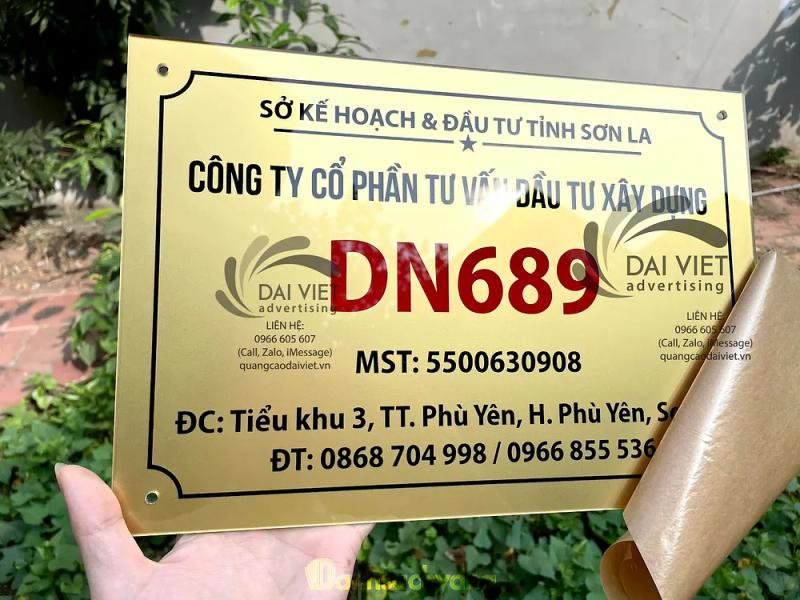 SỞ KẾ HOẠCH & ĐẦU TƯ TỈNH SƠN LA
CÔNG TY CỔ PHẦN TƯ VẤN ĐẦU TƯ XÂY DỰNG
DN689
MST: 5500630908
ĐC: Tiểu khu 3, TT. Phù Yên, H. Phù Yên,
ĐT: 0868 704 998 / 0966 855 536
DAI VIET
advertising
LIÊN HỆ:
0966 605 607
(Call, Zalo, iMessage)
quangcaodaiviet.vn
DAI VIET
advertising
LIÊN HỆ:
0966 605 607
(Call, Zalo, iMessage)
quangcaodaiviet.vn